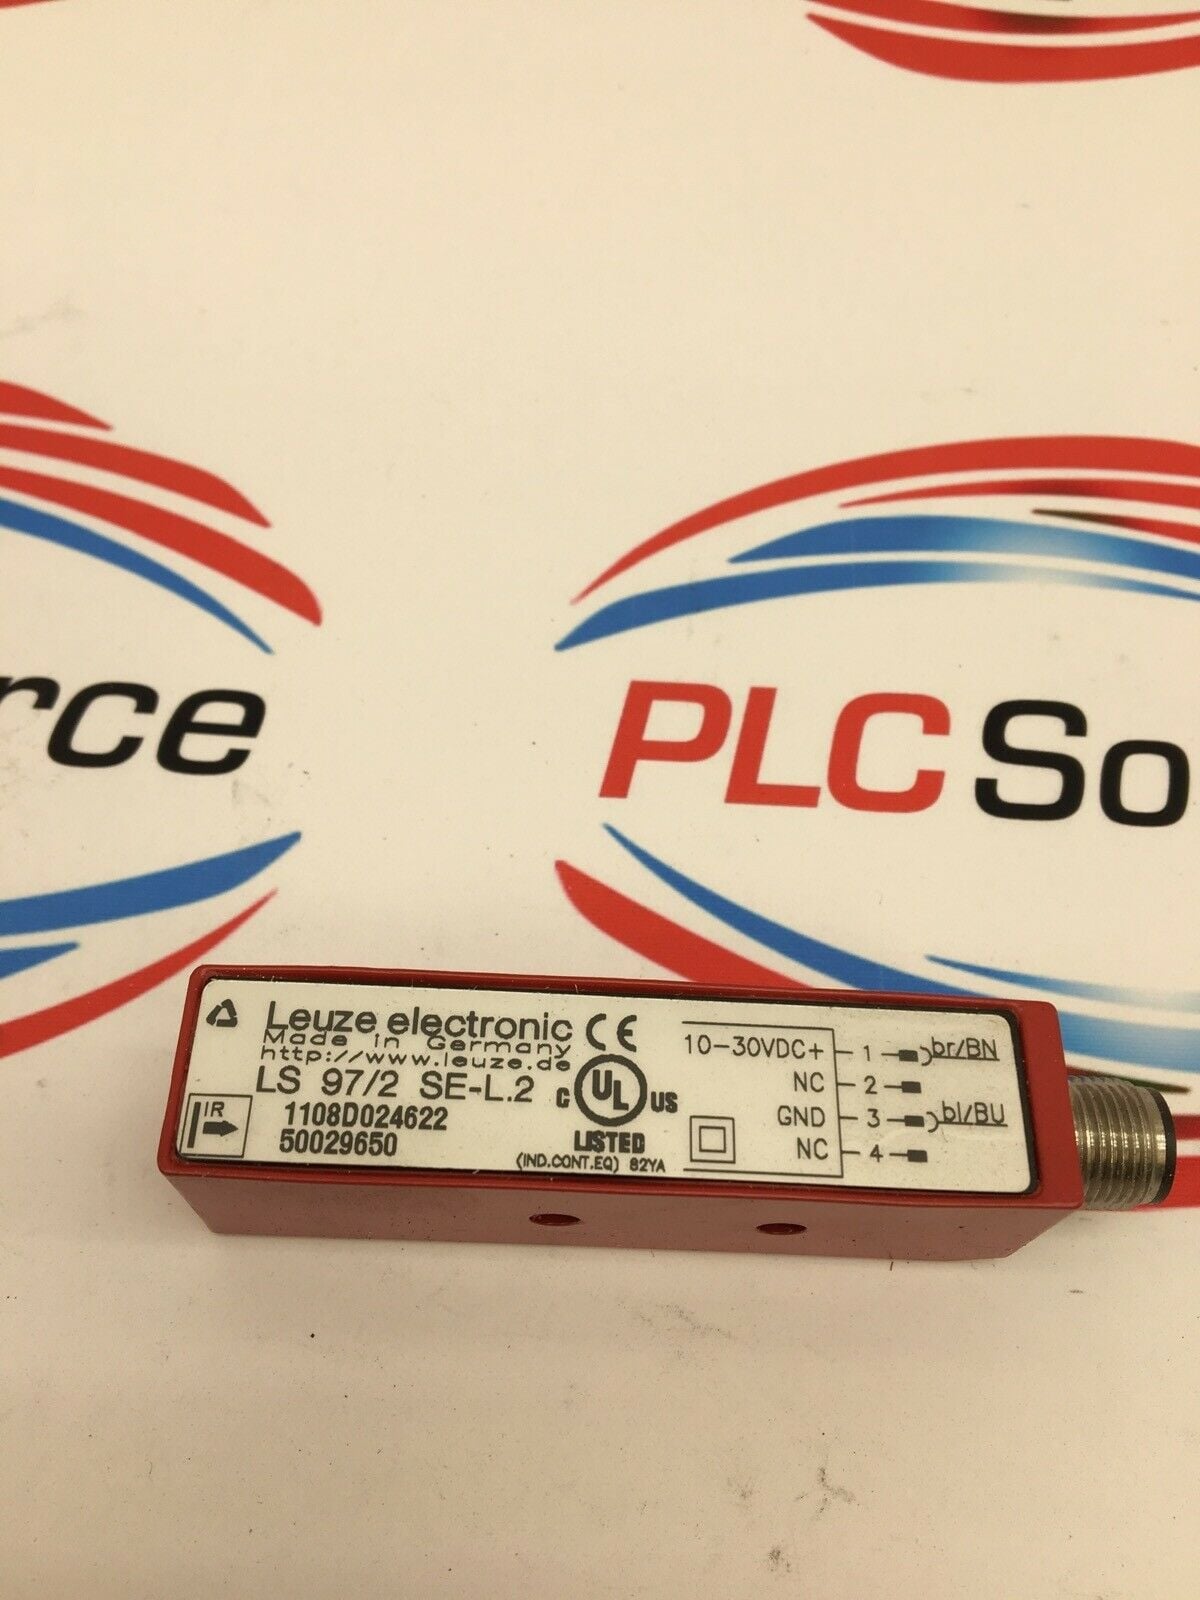 rce
PLC So
Leuze electronic
Made in Germany
http://www.leuze.de
LS 97/2 SE-L.2
1108D024622
50029650
IR
CE
C UL US
LISTED
(IND.CONT.EQ) 82YA
10-30VDC+ 1 br/BN
NC 2
GND 3 bl/BU
NC 4